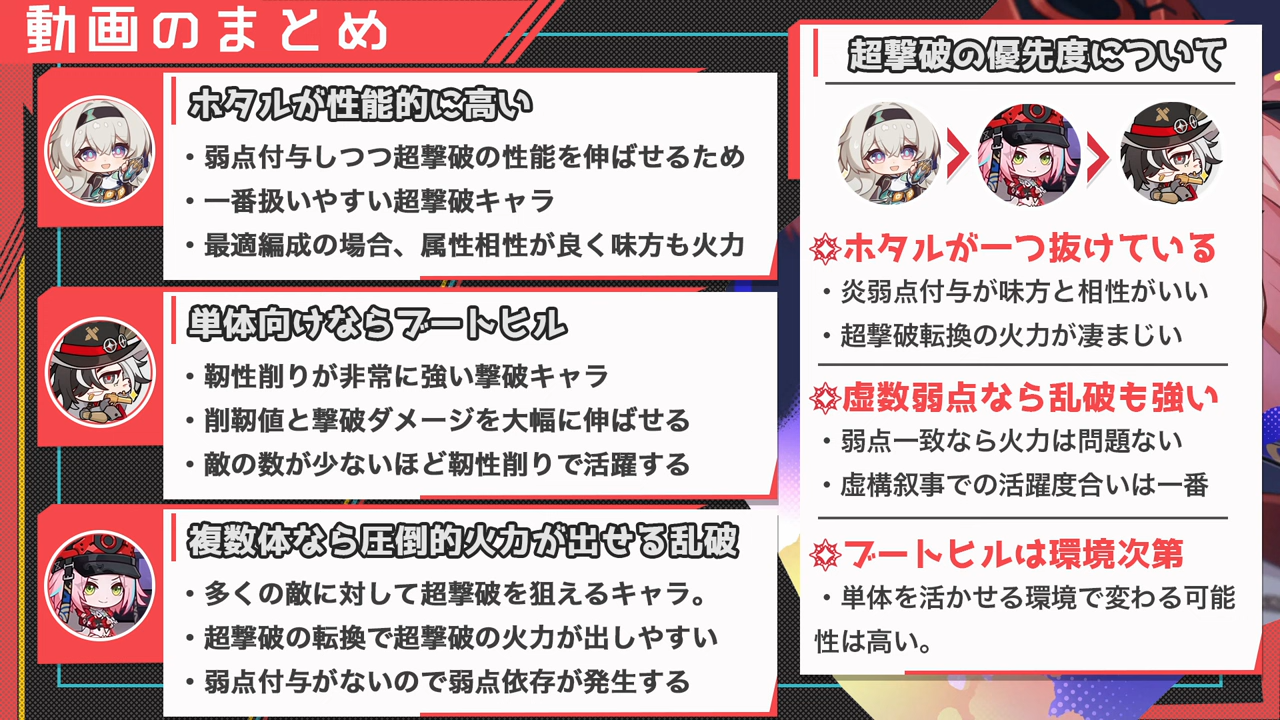 動画のまとめ
ホタルが性能的に高い
・弱点付与しつつ超撃破の性能を伸ばせるため
・一番扱いやすい超撃破キャラ
・最適編成の場合、属性相性が良く味方も火力
単体向けならブートヒル
・靭性削りが非常に強い撃破キャラ
・削靭値と撃破ダメージを大幅に伸ばせる
・敵の数が少ないほど靭性削りで活躍する
複数体なら圧倒的火力が出せる乱破
・多くの敵に対して超撃破を狙えるキャラ。
・超撃破の転換で超撃破の火力が出しやすい
・弱点付与がないので弱点依存が発生する
超撃破の優先度について
ホタルが一つ抜けている
・炎弱点付与が味方と相性がいい
・超撃破転換の火力が凄まじい
虚数弱点なら乱破も強い
・弱点一致なら火力は問題ない
・虚構叙事での活躍度合いは一番
ブートヒルは環境次第
・単体を活かせる環境で変わる可能
性は高い。